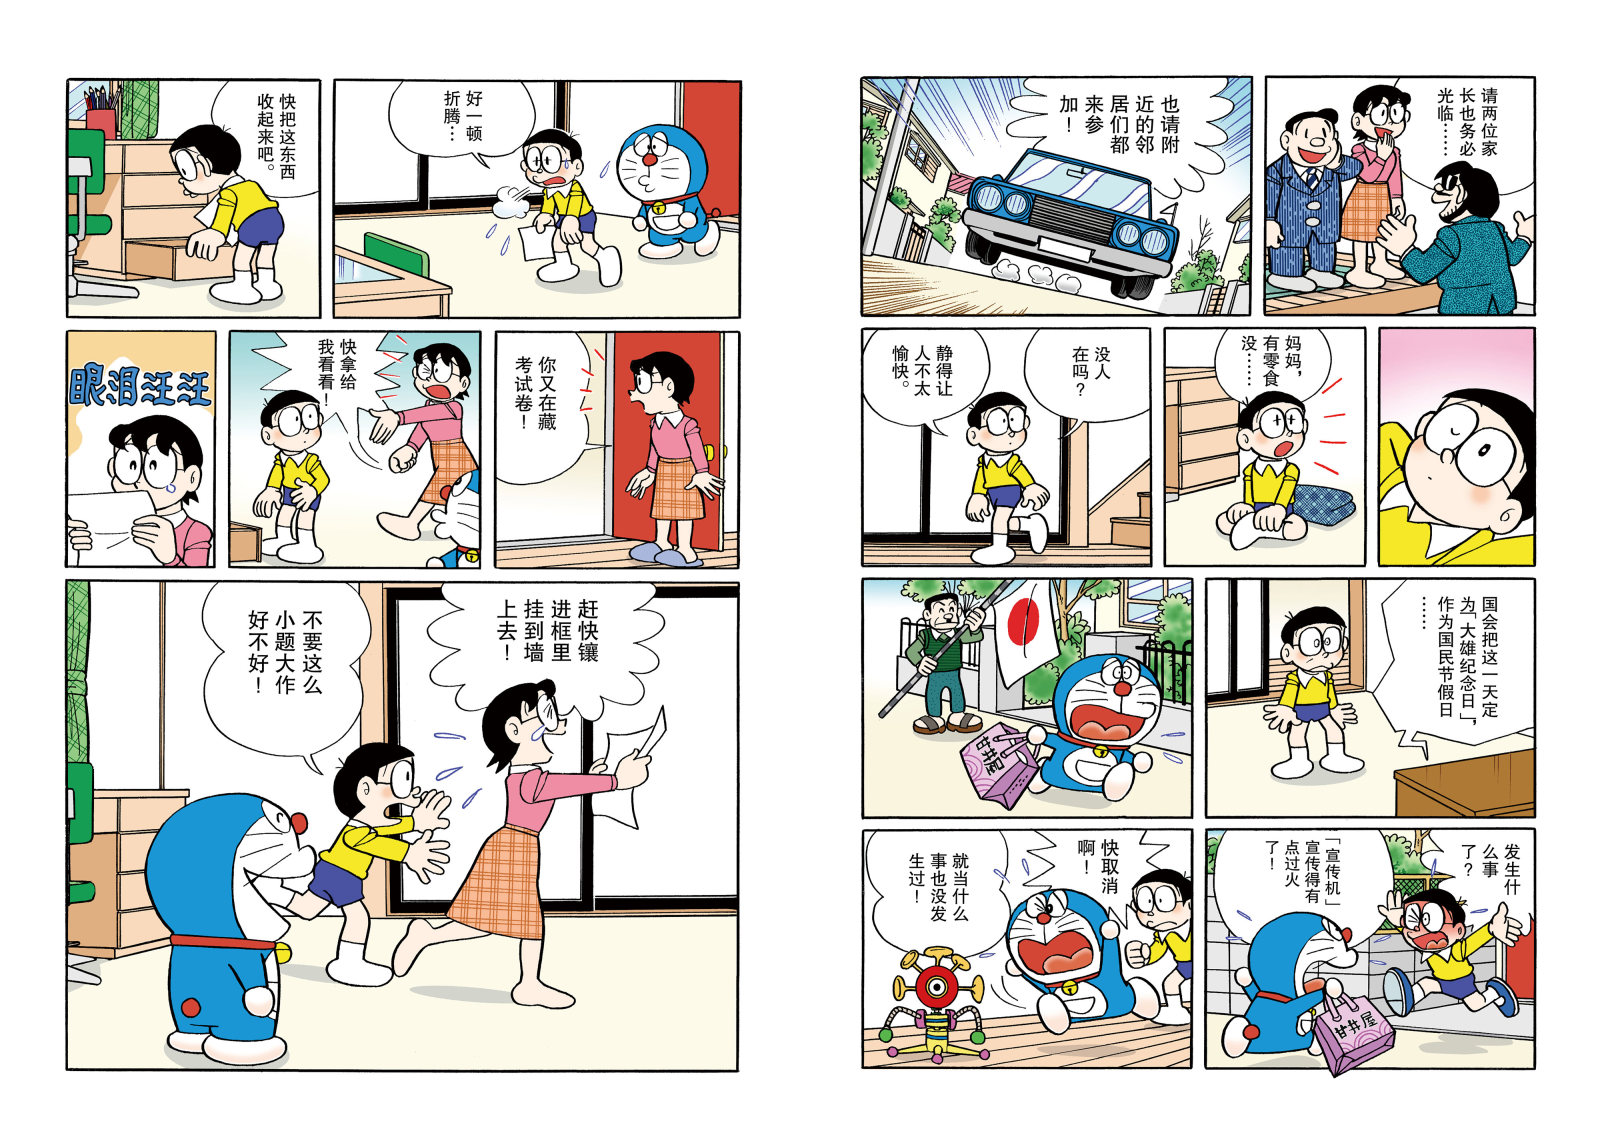 请两位家
长也务必
光临……
也请附
近的邻
居们都
来参
加！
妈妈，
有零食
没……
没人
在吗？
静得让
人不太
愉快。
国会把这一天定
为「大雄纪念日」，
作为国民节假日
……
甘井屋
发生什
么事
了？
「宣传机」
宣传得有
点过火
了！
甘井屋
快取消
啊！
就当什么
事也没发
生过！
好一顿
折腾…
快把这东西
收起来吧。
你又在藏
考试卷！
快拿给
我看看！
眼泪汪汪
赶快镶
进框里
挂到墙
上去！
不要这么
小题大作
好不好！